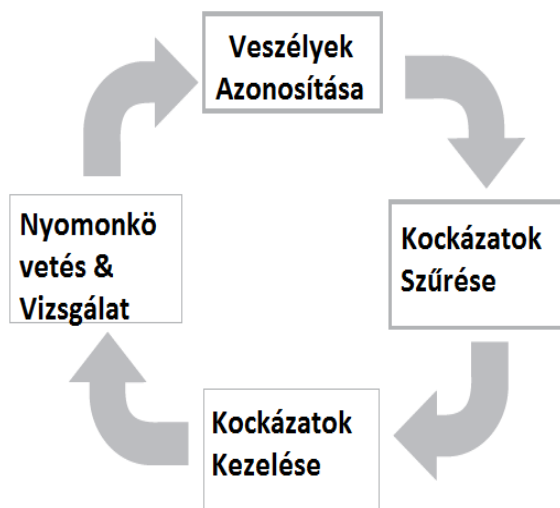 Veszélyek
Azonosítása
Kockázatok
Szűrése
Kockázatok
Kezelése
Nyomonkö
vetés &
Vizsgálat